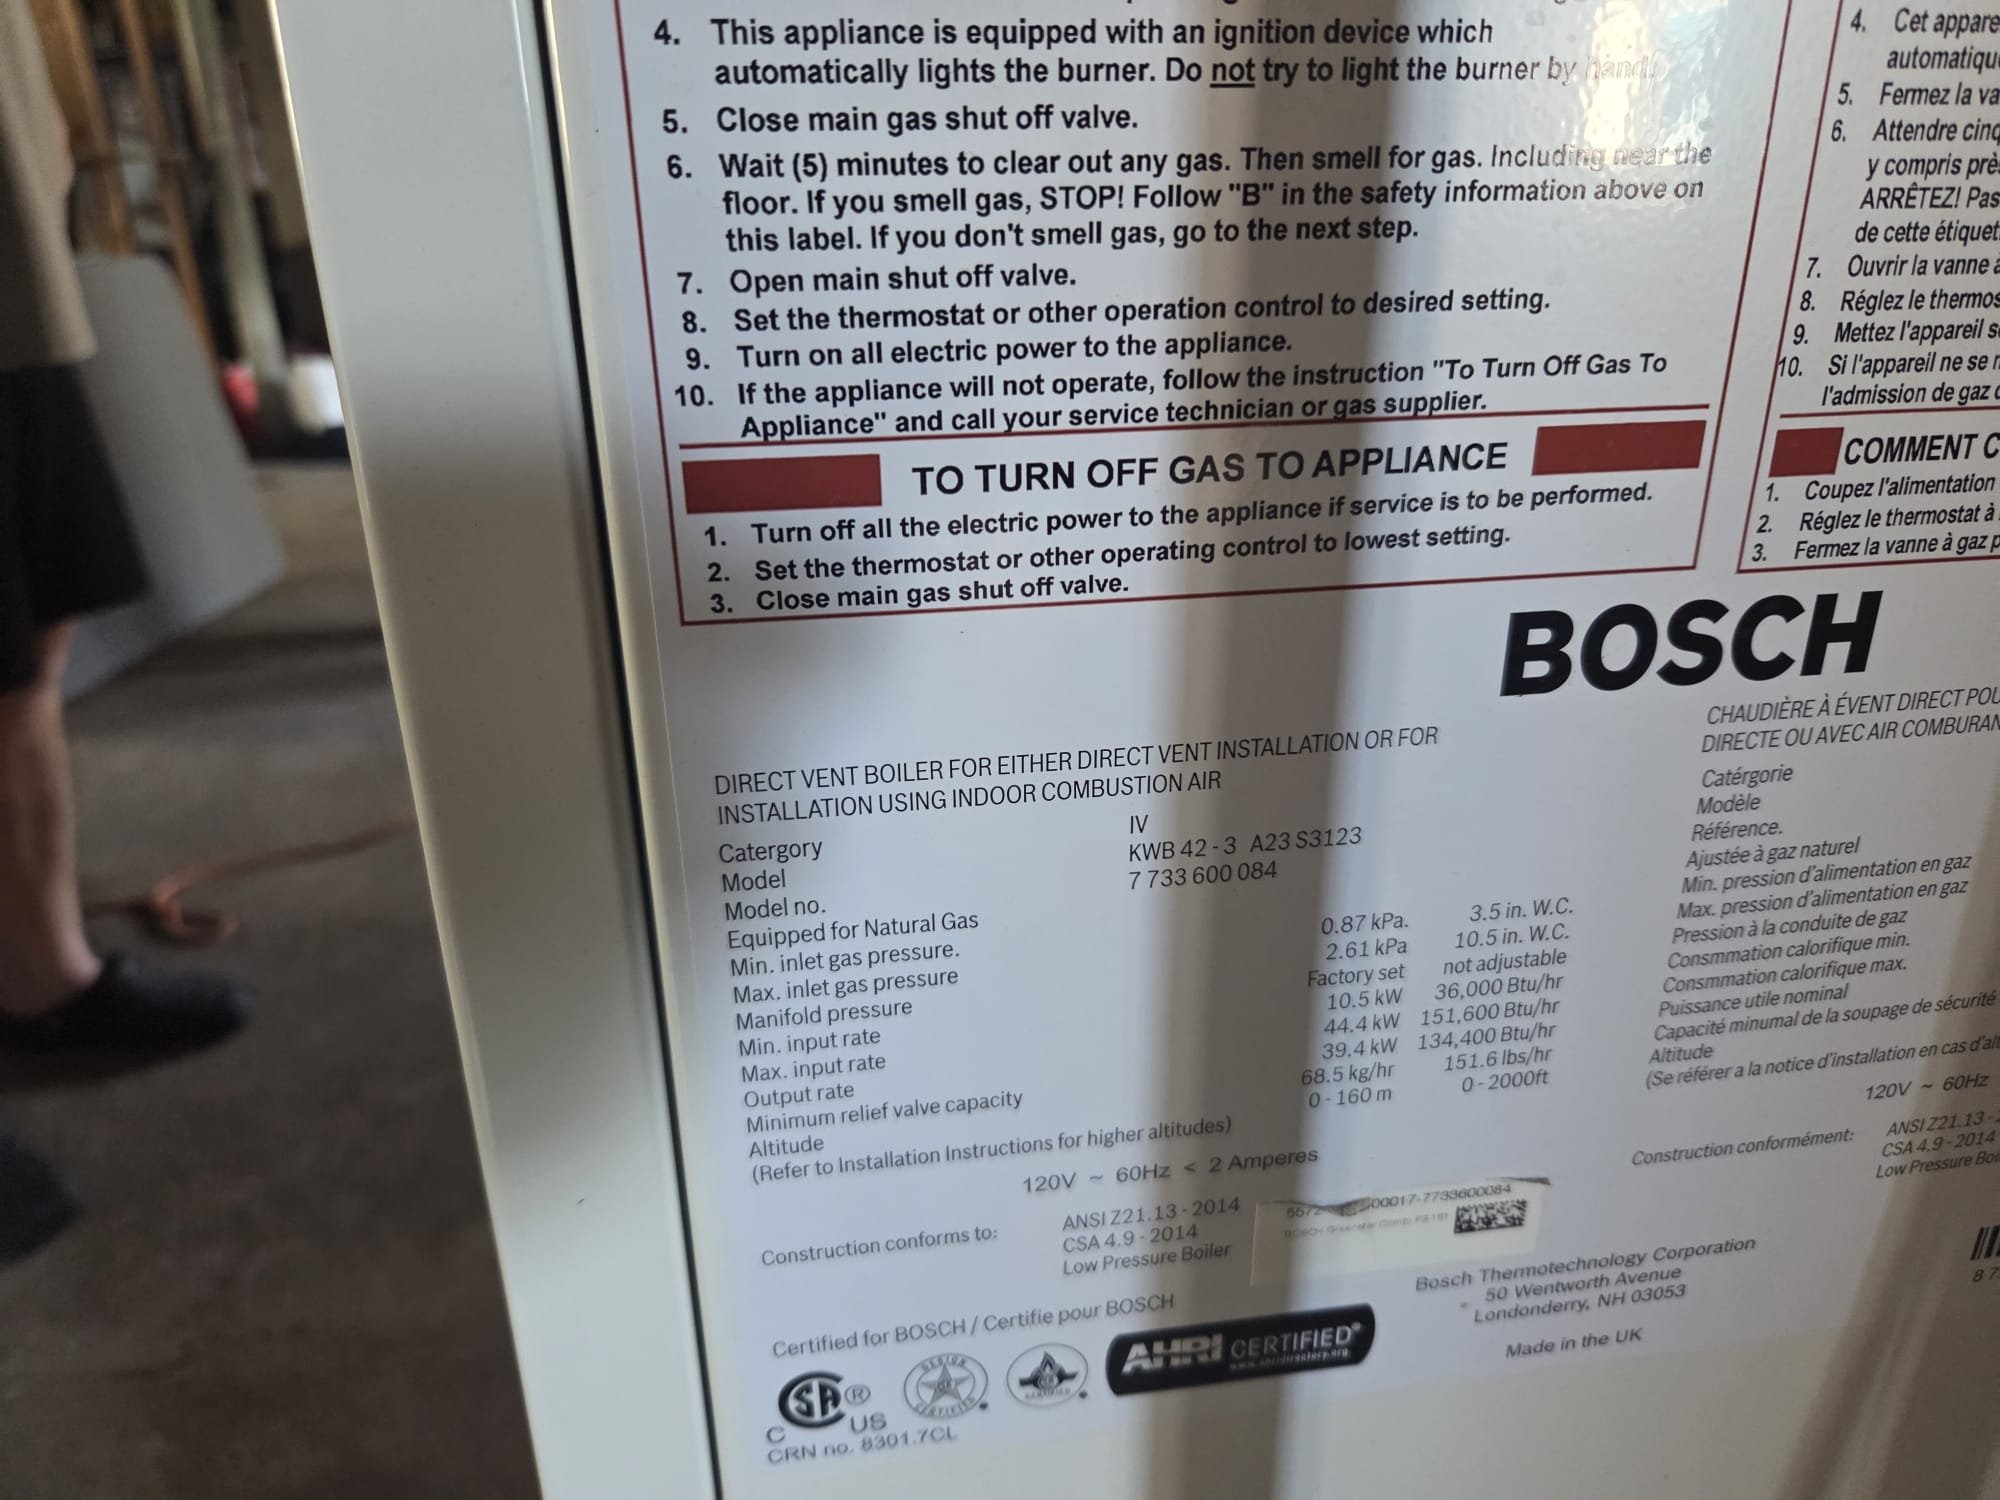 4. This appliance is equipped with an ignition device which
automatically lights the burner. Do not try to light the burner by hand.
5. Close main gas shut off valve.
6. Wait (5) minutes to clear out any gas. Then smell for gas. Including near the
floor. If you smell gas, STOP! Follow "B" in the safety information above on
this label. If you don't smell gas, go to the next step.
7. Open main shut off valve.
8. Set the thermostat or other operation control to desired setting.
9. Turn on all electric power to the appliance.
10. If the appliance will not operate, follow the instruction "To Turn Off Gas To
Appliance" and call your service technician or gas supplier.
TO TURN OFF GAS TO APPLIANCE
1. Turn off all the electric power to the appliance if service is to be performed.
2. Set the thermostat or other operating control to lowest setting.
3. Close main gas shut off valve.
4. Cet appare
automatiqu
5. Fermez la va
6. Attendre cinq
y compris prè
ARRÊTEZ! Pas
de cette étiquet
7. Ouvrir la vanne
8. Réglez le thermos
9. Mettez l'appareil s
10. Si l'appareil ne se
l'admission de gaz
COMMENT C
1. Coupez l'alimentation
2. Réglez le thermostat à
3. Fermez la vanne à gaz p
BOSCH
DIRECT VENT BOILER FOR EITHER DIRECT VENT INSTALLATION OR FOR
INSTALLATION USING INDOOR COMBUSTION AIR
Catergory IV
Model KWB 42 - 3 A23 S3123
Model no. 7 733 600 084
Equipped for Natural Gas
Min. inlet gas pressure. 0.87 kPa. 3.5 in. W.C.
Max. inlet gas pressure 2.61 kPa 10.5 in. W.C.
Manifold pressure Factory set not adjustable
Min. input rate 10.5 kW 36,000 Btu/hr
Max. input rate 44.4 kW 151,600 Btu/hr
Output rate 39.4 kW 134,400 Btu/hr
Minimum relief valve capacity 68.5 kg/hr 151.6 lbs/hr
Altitude 0 - 160 m 0 - 2000ft
(Refer to Installation Instructions for higher altitudes)
120V ~ 60Hz < 2 Amperes
Construction conforms to: ANSI Z21.13 - 2014
CSA 4.9 - 2014
Low Pressure Boiler
00017-7733600084
Certified for BOSCH / Certifie pour BOSCH
CSA ® C US
DESIGN CERTIFIED
AHRI CERTIFIED
www.ahridirectory.org
CRN no. 8301.7CL
Bosch Thermotechnology Corporation
50 Wentworth Avenue
Londonderry, NH 03053
Made in the UK
CHAUDIÈRE À ÉVENT DIRECT POU
DIRECTE OU AVEC AIR COMBURAN
Catérgorie
Modèle
Référence.
Ajustée à gaz naturel
Min. pression d'alimentation en gaz
Max. pression d'alimentation en gaz
Pression à la conduite de gaz
Consmmation calorifique min.
Consmmation calorifique max.
Puissance utile nominal
Capacité minumal de la soupage de sécurité
Altitude
(Se référer a la notice d'installation en cas d'alt
120V ~ 60Hz
Construction conformément: ANSI Z21.13 -
CSA 4.9 - 2014
Low Pressure Boi
8 7